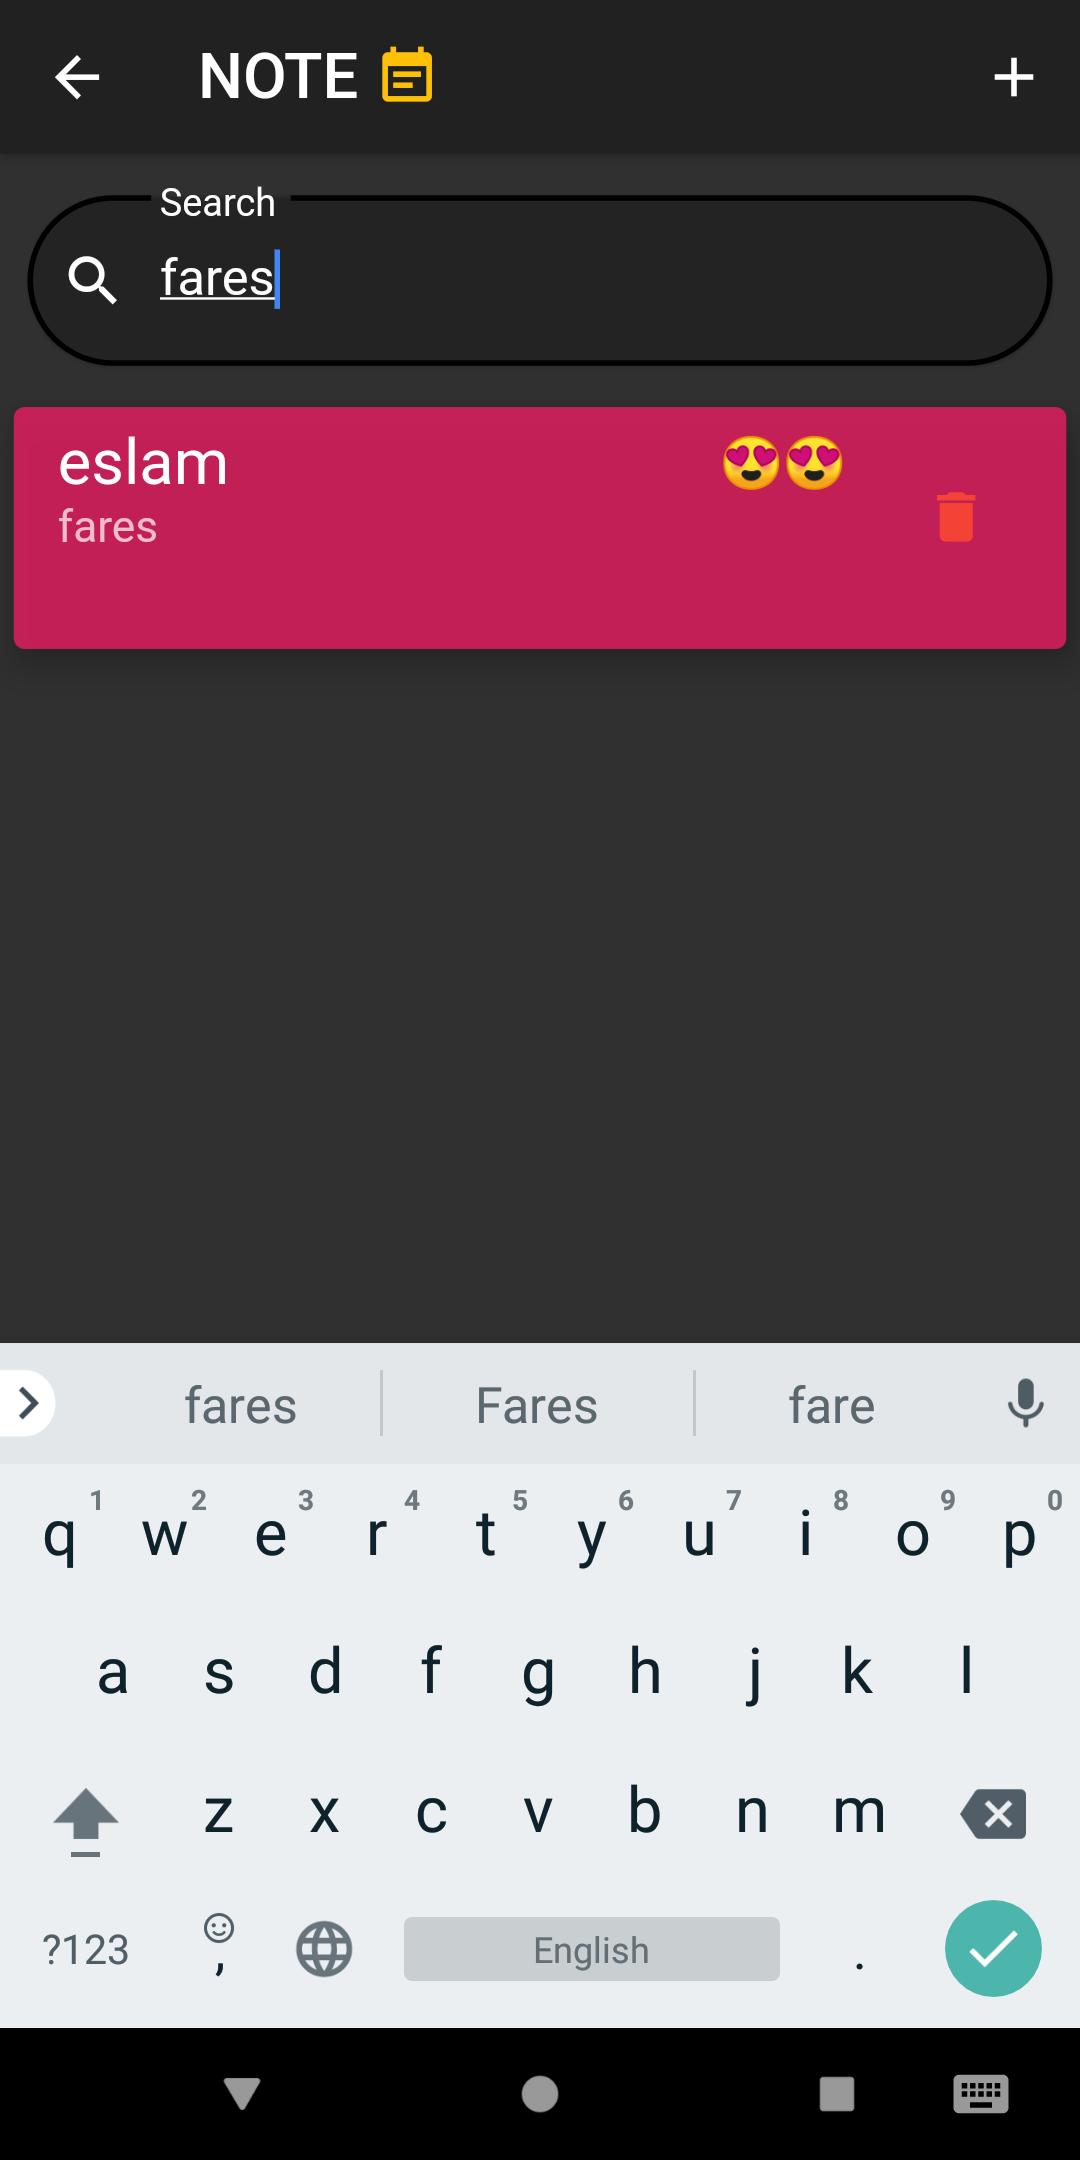 NOTE
Search
fares
eslam 😍😍
fares
fares Fares fare
1 2 3 4 5 6 7 8 9 0
q w e r t y u i o p
a s d f g h j k l
z x c v b n m
?123 , English .